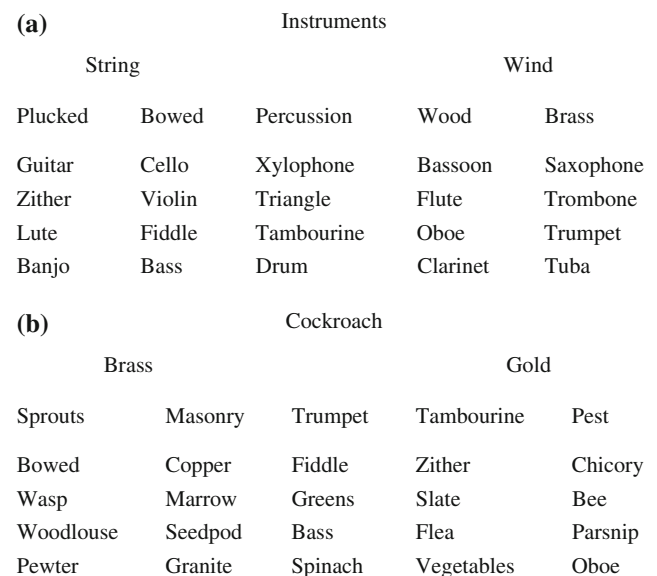 (a) Instruments
String Wind
Plucked Bowed Percussion Wood Brass
Guitar Cello Xylophone Bassoon Saxophone
Zither Violin Triangle Flute Trombone
Lute Fiddle Tambourine Oboe Trumpet
Banjo Bass Drum Clarinet Tuba
(b) Cockroach
Brass Gold
Sprouts Masonry Trumpet Tambourine Pest
Bowed Copper Fiddle Zither Chicory
Wasp Marrow Greens Slate Bee
Woodlouse Seedpod Bass Flea Parsnip
Pewter Granite Spinach Vegetables Oboe